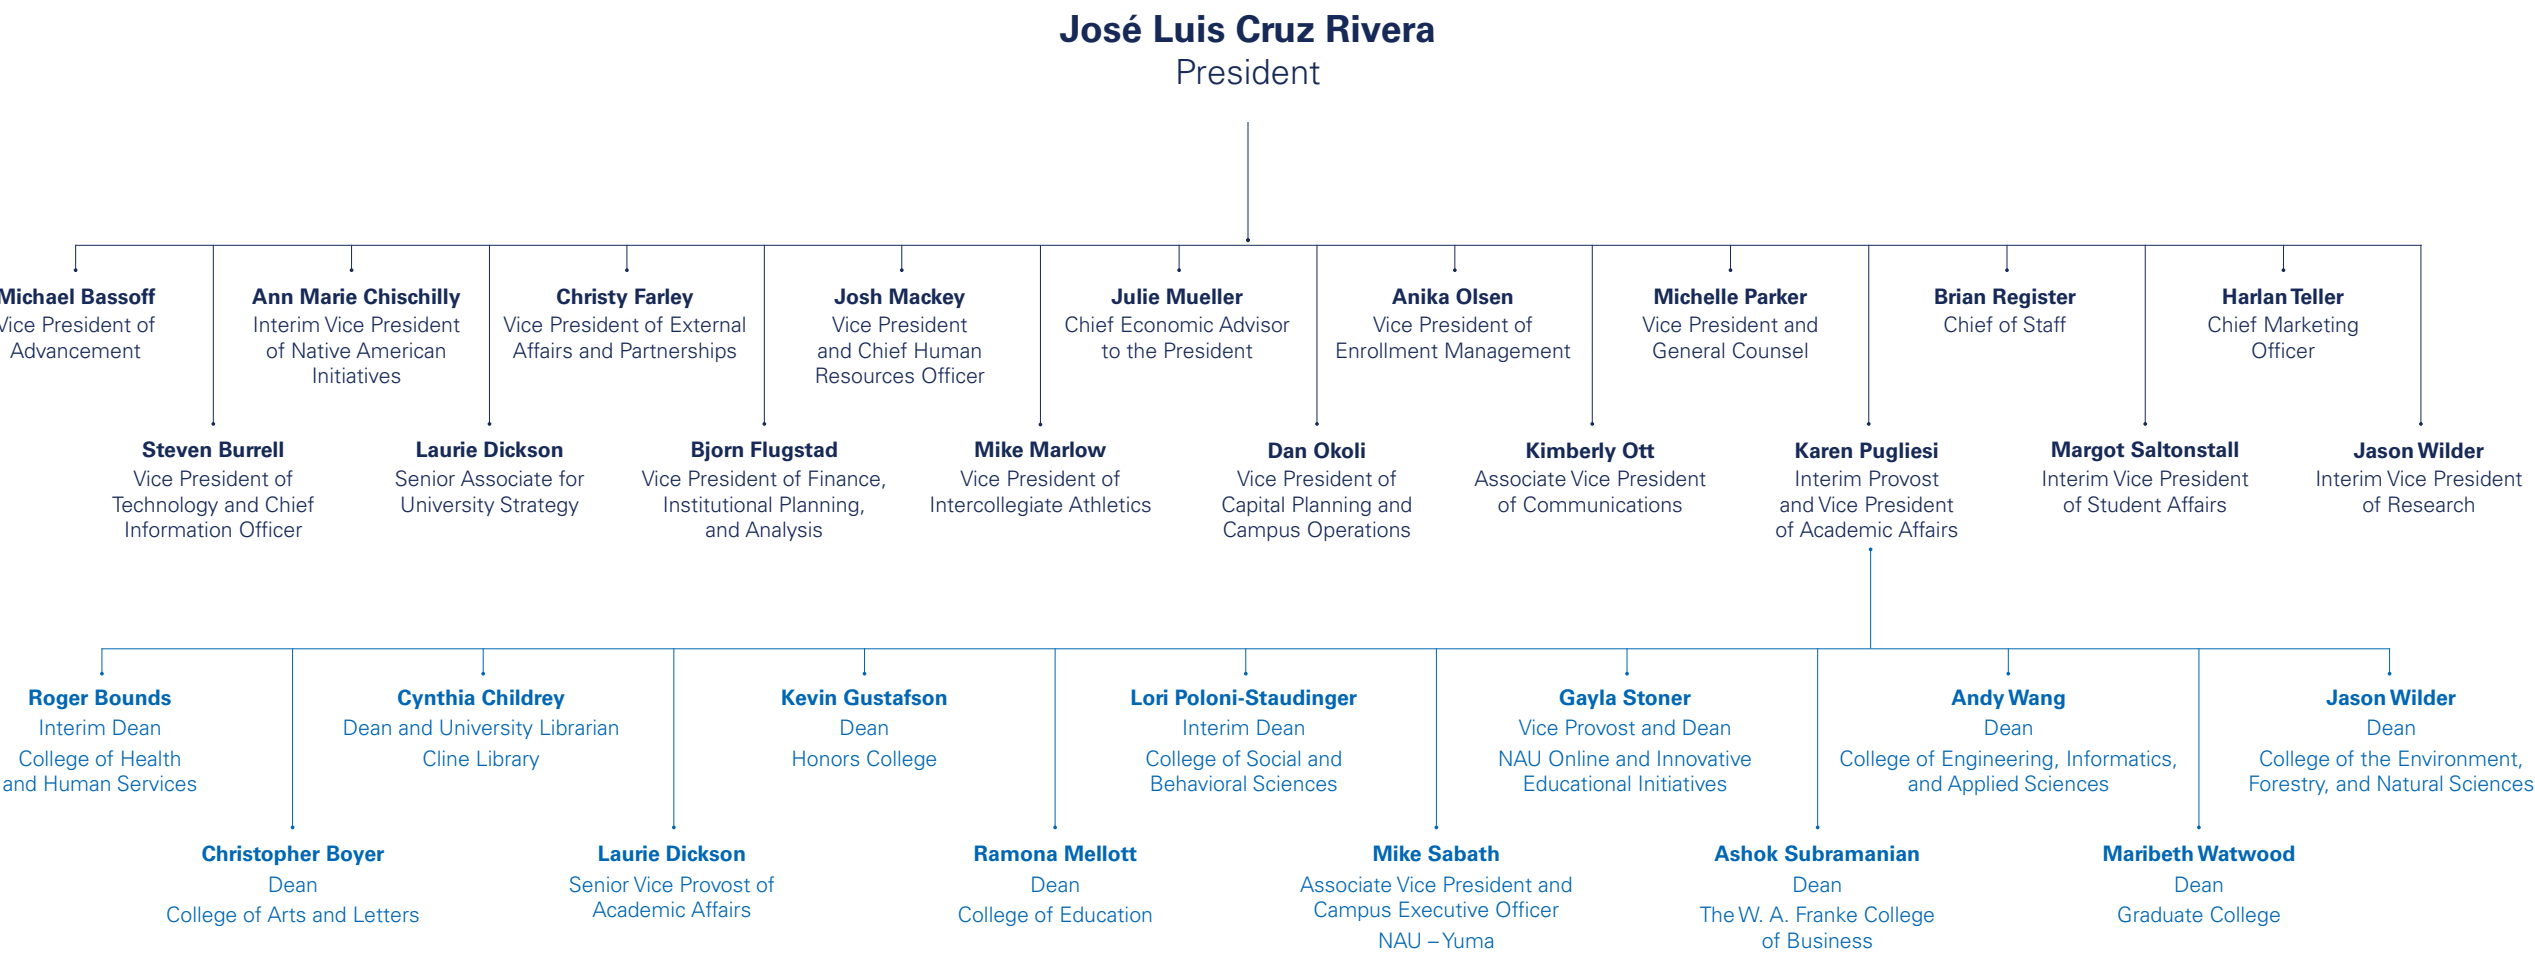 José Luis Cruz Rivera
President
Michael Bassoff
Vice President of
Advancement
Ann Marie Chischilly
Interim Vice President
of Native American
Initiatives
Christy Farley
Vice President of External
Affairs and Partnerships
Josh Mackey
Vice President
and Chief Human
Resources Officer
Julie Mueller
Chief Economic Advisor
to the President
Anika Olsen
Vice President of
Enrollment Management
Michelle Parker
Vice President and
General Counsel
Brian Register
Chief of Staff
Harlan Teller
Chief Marketing
Officer
Steven Burrell
Vice President of
Technology and Chief
Information Officer
Laurie Dickson
Senior Associate for
University Strategy
Bjorn Flugstad
Vice President of Finance,
Institutional Planning,
and Analysis
Mike Marlow
Vice President of
Intercollegiate Athletics
Dan Okoli
Vice President of
Capital Planning and
Campus Operations
Kimberly Ott
Associate Vice President
of Communications
Karen Pugliesi
Interim Provost
and Vice President
of Academic Affairs
Margot Saltonstall
Interim Vice President
of Student Affairs
Jason Wilder
Interim Vice President
of Research
Roger Bounds
Interim Dean
College of Health
and Human Services
Cynthia Childrey
Dean and University Librarian
Cline Library
Kevin Gustafson
Dean
Honors College
Lori Poloni-Staudinger
Interim Dean
College of Social and
Behavioral Sciences
Gayla Stoner
Vice Provost and Dean
NAU Online and Innovative
Educational Initiatives
Andy Wang
Dean
College of Engineering, Informatics,
and Applied Sciences
Jason Wilder
Dean
College of the Environment,
Forestry, and Natural Sciences
Christopher Boyer
Dean
College of Arts and Letters
Laurie Dickson
Senior Vice Provost of
Academic Affairs
Ramona Mellott
Dean
College of Education
Mike Sabath
Associate Vice President and
Campus Executive Officer
NAU – Yuma
Ashok Subramanian
Dean
The W. A. Franke College
of Business
Maribeth Watwood
Dean
Graduate College